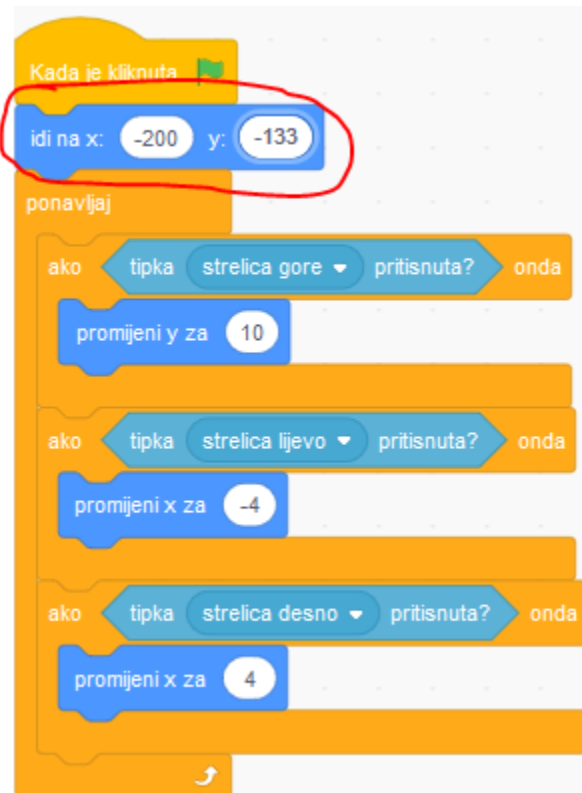 Kada je kliknuta
idi na x: -200 y: -133
ponavljaj
ako tipka strelica gore pritisnuta? onda
promijeni y za 10
ako tipka strelica lijevo pritisnuta? onda
promijeni x za -4
ako tipka strelica desno pritisnuta? onda
promijeni x za 4